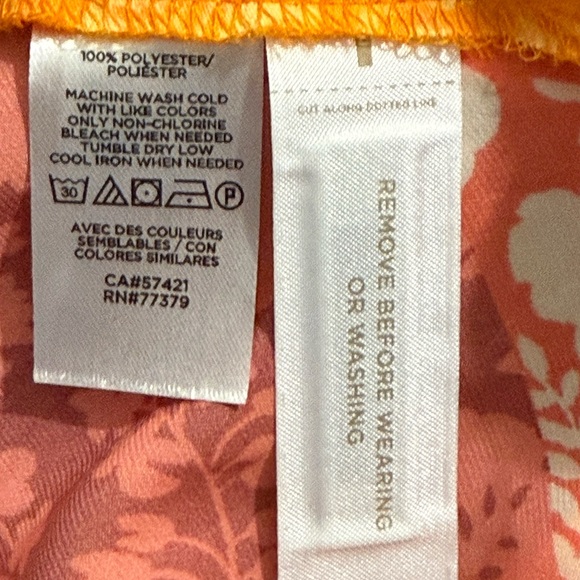 100% POLYESTER/
POLIÉSTER
MACHINE WASH COLD
WITH LIKE COLORS
ONLY NON-CHLORINE
BLEACH WHEN NEEDED
TUMBLE DRY LOW
COOL IRON WHEN NEEDED
30
P
AVEC DES COULEURS
SEMBLABLES / CON
COLORES SIMILARES
CA#57421
RN#77379
CUT ALONG DOTTED LINE
REMOVE BEFORE WEARING
OR WASHING